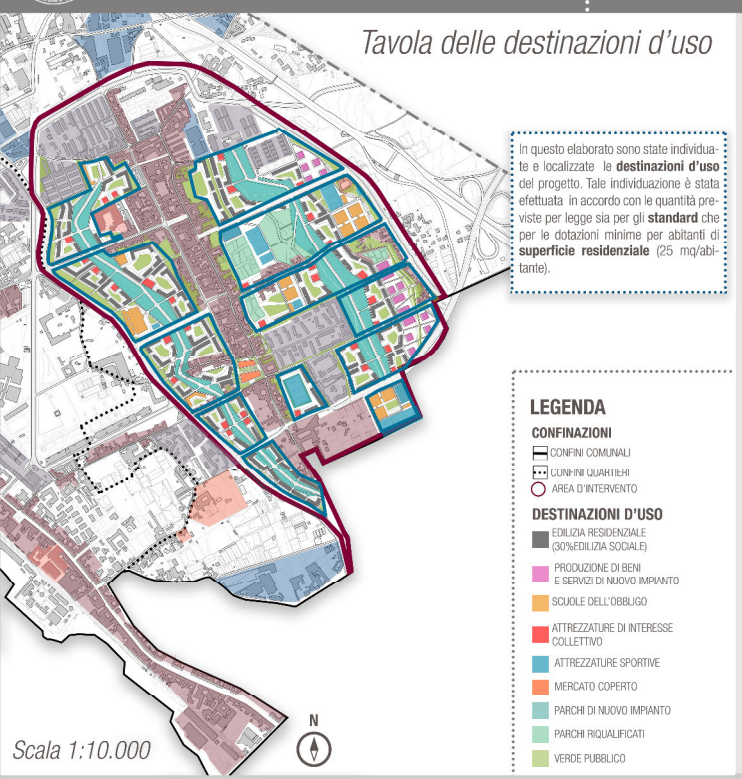 Tavola delle destinazioni d'uso
In questo elaborato sono state individua-
te e localizzate le destinazioni d'uso
del progetto. Tale individuazione è stata
effettuata in accordo con le quantità pre-
viste per legge sia per gli standard che
per le dotazioni minime per abitanti di
superficie residenziale (25 mq/abi-
tante).
LEGENDA
CONFINAZIONI
CONFINI COMUNALI
CONFINI QUARTIERI
AREA D'INTERVENTO
DESTINAZIONI D'USO
EDILIZIA RESIDENZIALE
(30%EDILIZIA SOCIALE)
PRODUZIONE DI BENI
E SERVIZI DI NUOVO IMPIANTO
SCUOLE DELL'OBBLIGO
ATTREZZATURE DI INTERESSE
COLLETTIVO
ATTREZZATURE SPORTIVE
MERCATO COPERTO
PARCHI DI NUOVO IMPIANTO
PARCHI RIQUALIFICATI
VERDE PUBBLICO
N
Scala 1:10.000